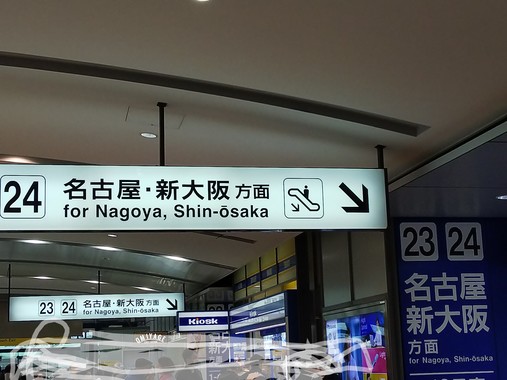 24
名古屋・新大阪 方面
for Nagoya, Shin-ōsaka
23 24
名古屋・新大阪 方面
for Nagoya, Shin-ōsaka
Kiosk
23 24
名古屋
新大阪
方面
for Nagoya, Shin-ōsaka